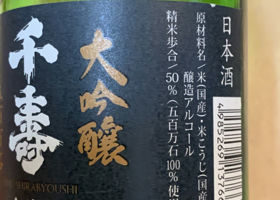 日本酒
原材料名/米(国産)・米こうじ(国産
醸造アルコール
精米歩合/50%(五百万石100%使用
大吟醸
千壽
SHIRABYOUSHI